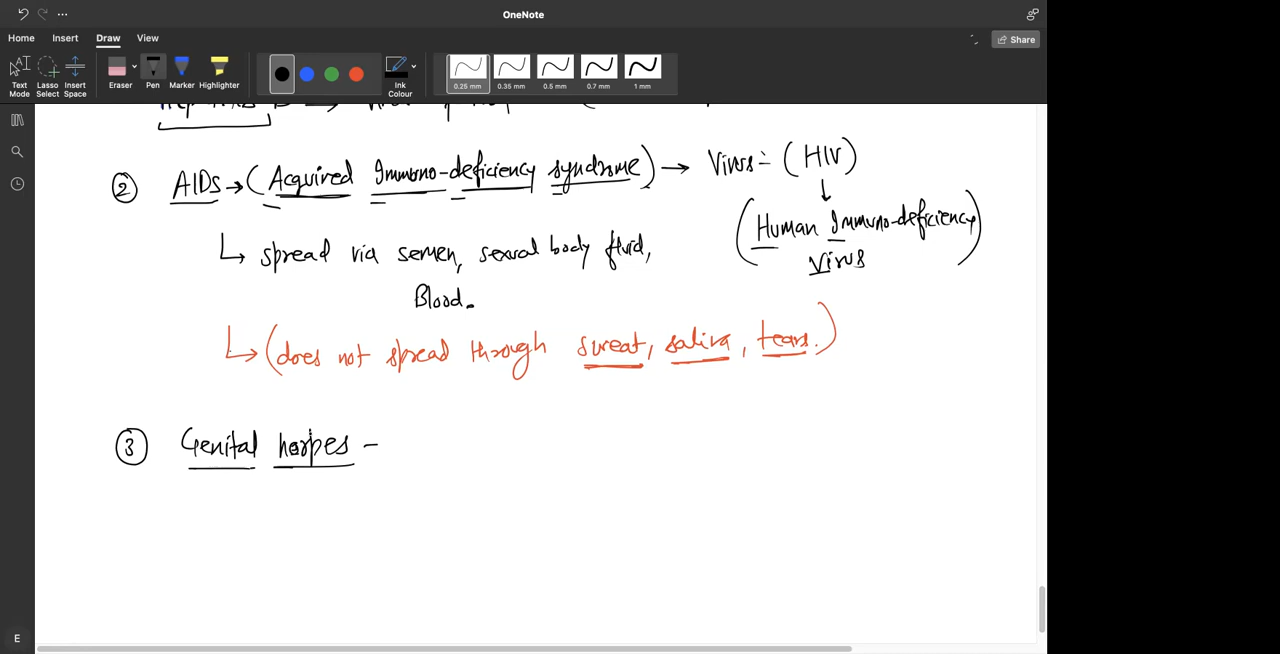 OneNote
Home Insert Draw View
Share
Text Mode
Lasso Select
Insert Space
Eraser
Pen
Marker
Highlighter
Ink Colour
0.25 mm
0.35 mm
0.5 mm
0.7 mm
1 mm
② AIDs → (Acquired Immuno-deficiency syndrome) → Virus = (HIV)
↓
(Human Immuno-deficiency Virus)
↳ spread via semen, sexual body fluid,
Blood.
↳ (does not spread through sweat, saliva, tears.)
③ Genital harpes -
E